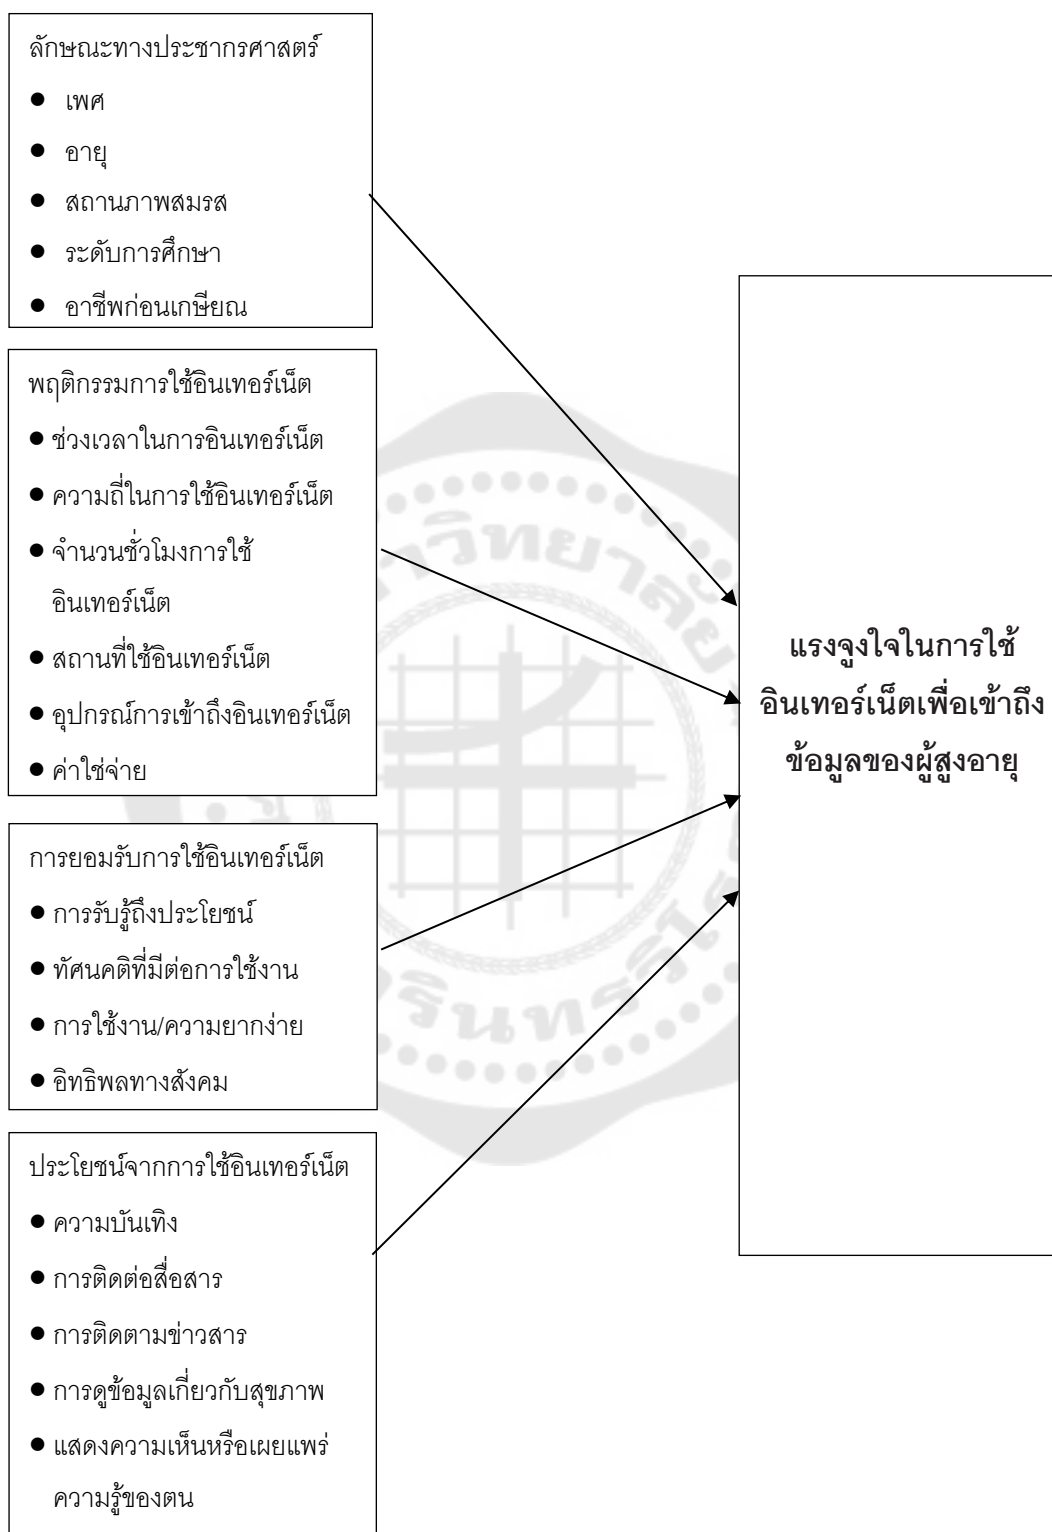 ลักษณะทางประชากรศาสตร์
● เพศ
● อายุ
● สถานภาพสมรส
● ระดับการศึกษา
● อาชีพก่อนเกษียณ
พฤติกรรมการใช้อินเทอร์เน็ต
● ช่วงเวลาในการอินเทอร์เน็ต
● ความถี่ในการใช้อินเทอร์เน็ต
● จำนวนชั่วโมงการใช้
อินเทอร์เน็ต
● สถานที่ใช้อินเทอร์เน็ต
● อุปกรณ์การเข้าถึงอินเทอร์เน็ต
● ค่าใช่จ่าย
การยอมรับการใช้อินเทอร์เน็ต
● การรับรู้ถึงประโยชน์
● ทัศนคติที่มีต่อการใช้งาน
● การใช้งาน/ความยากง่าย
● อิทธิพลทางสังคม
ประโยชน์จากการใช้อินเทอร์เน็ต
● ความบันเทิง
● การติดต่อสื่อสาร
● การติดตามข่าวสาร
● การดูข้อมูลเกี่ยวกับสุขภาพ
● แสดงความเห็นหรือเผยแพร่
ความรู้ของตน
แรงจูงใจในการใช้
อินเทอร์เน็ตเพื่อเข้าถึง
ข้อมูลของผู้สูงอายุ